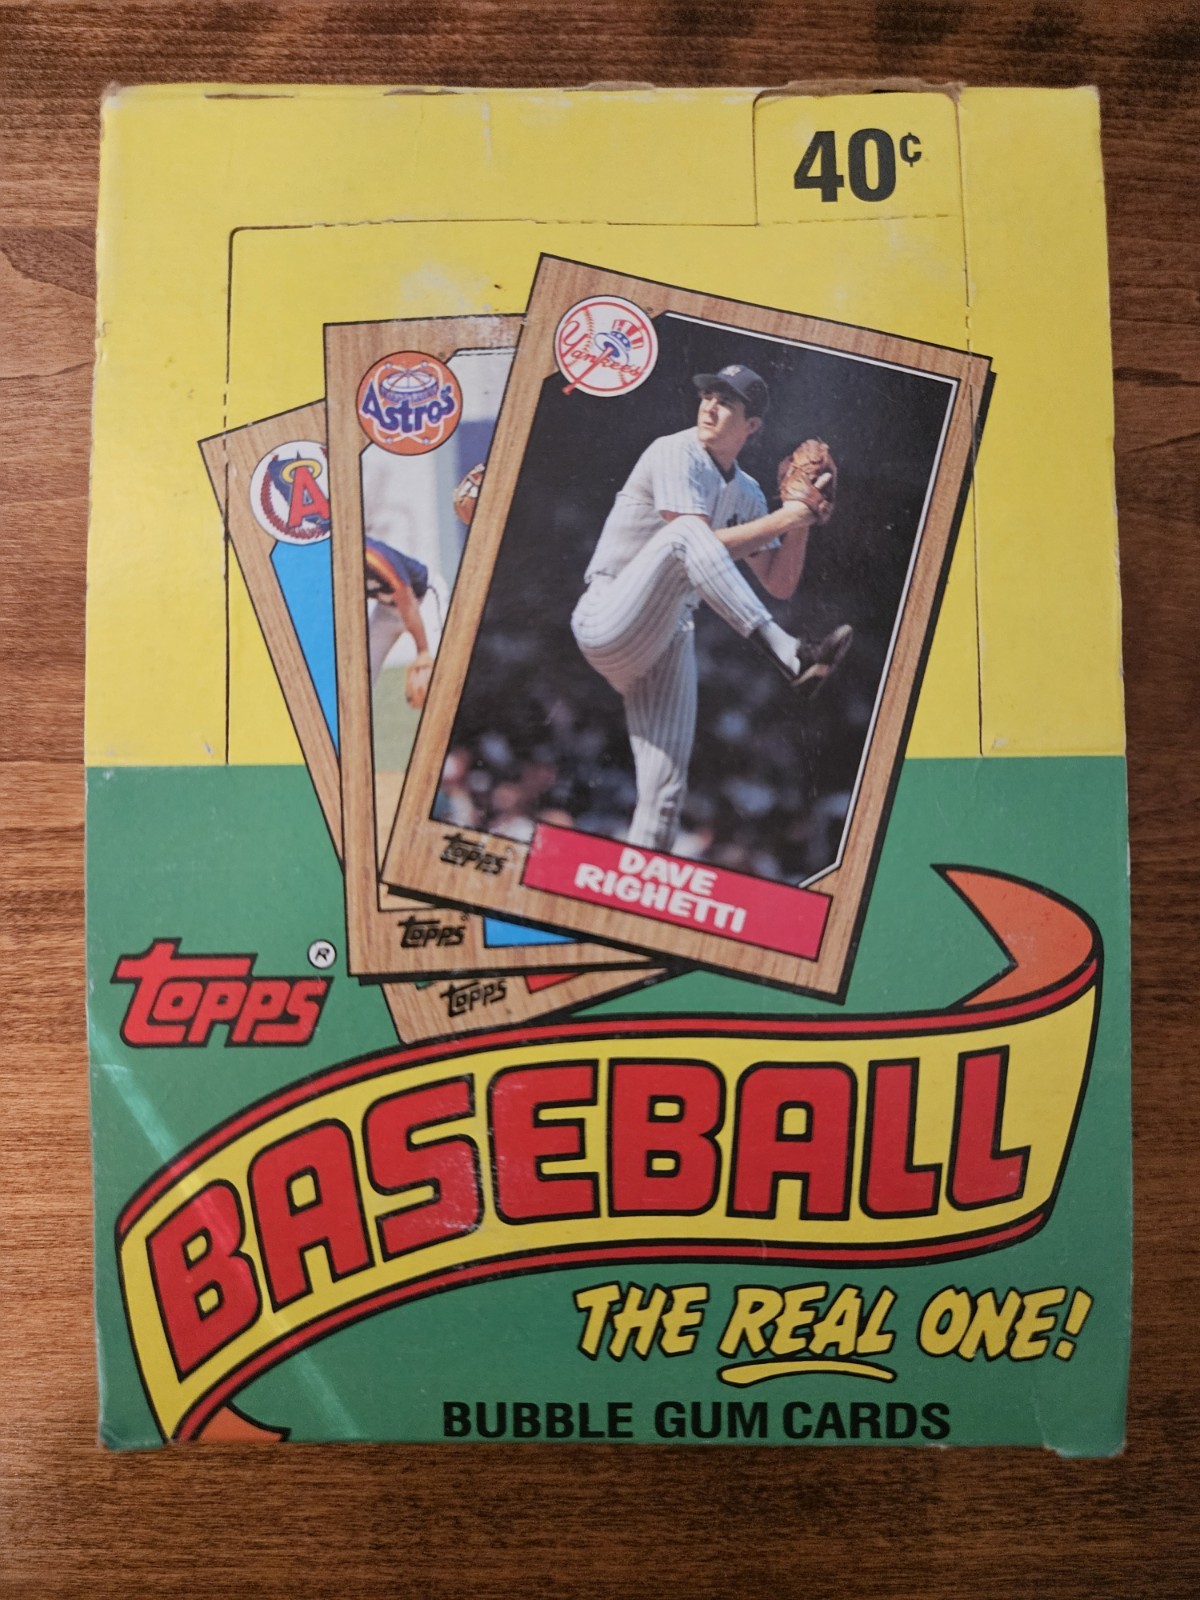 40¢
Yankees
Astros
A
DAVE
RIGHETTI
topps
topps
topps
topps®
BASEBALL
THE REAL ONE!
BUBBLE GUM CARDS